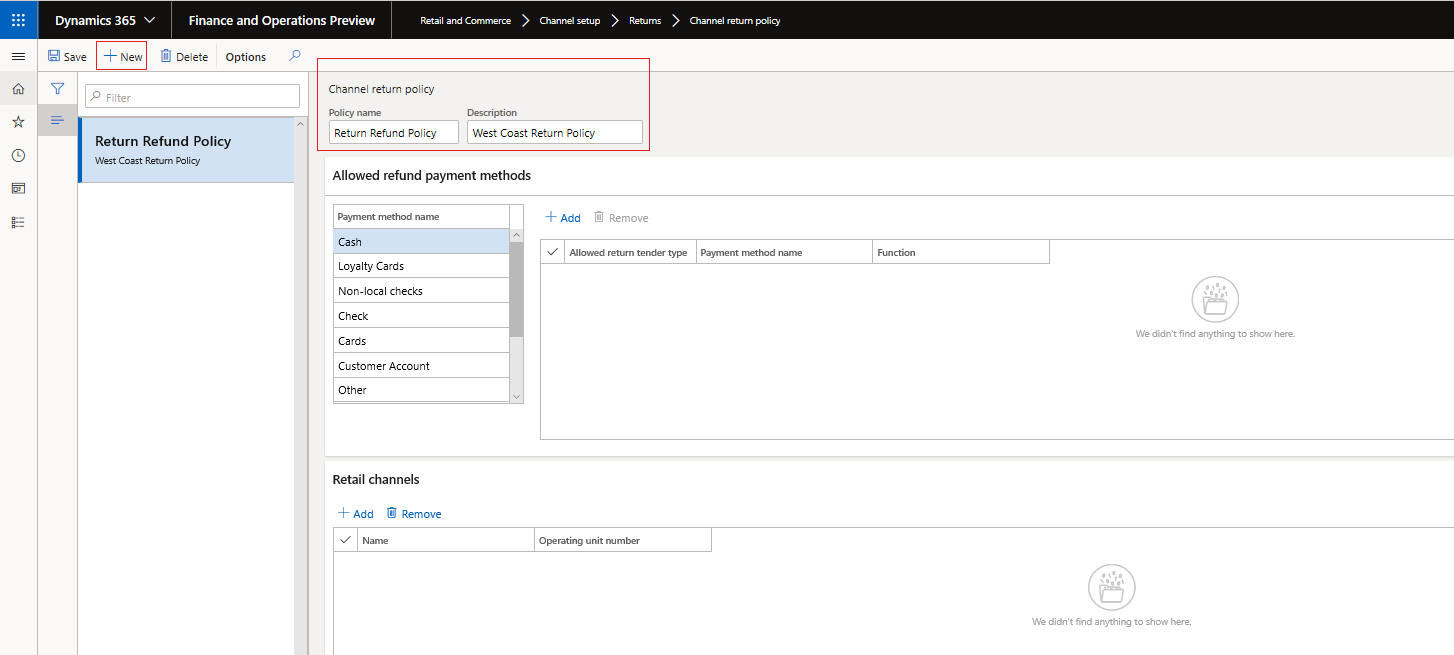 Dynamics 365
Finance and Operations Preview
Retail and Commerce
Channel setup
Returns
Channel return policy
Save
New
Delete
Options
Filter
Return Refund Policy
West Coast Return Policy
Channel return policy
Policy name
Description
Return Refund Policy
West Coast Return Policy
Allowed refund payment methods
Payment method name
Cash
Loyalty Cards
Non-local checks
Check
Cards
Customer Account
Other
Add
Remove
Allowed return tender type
Payment method name
Function
We didn't find anything to show here.
Retail channels
Add
Remove
Name
Operating unit number
We didn't find anything to show here.